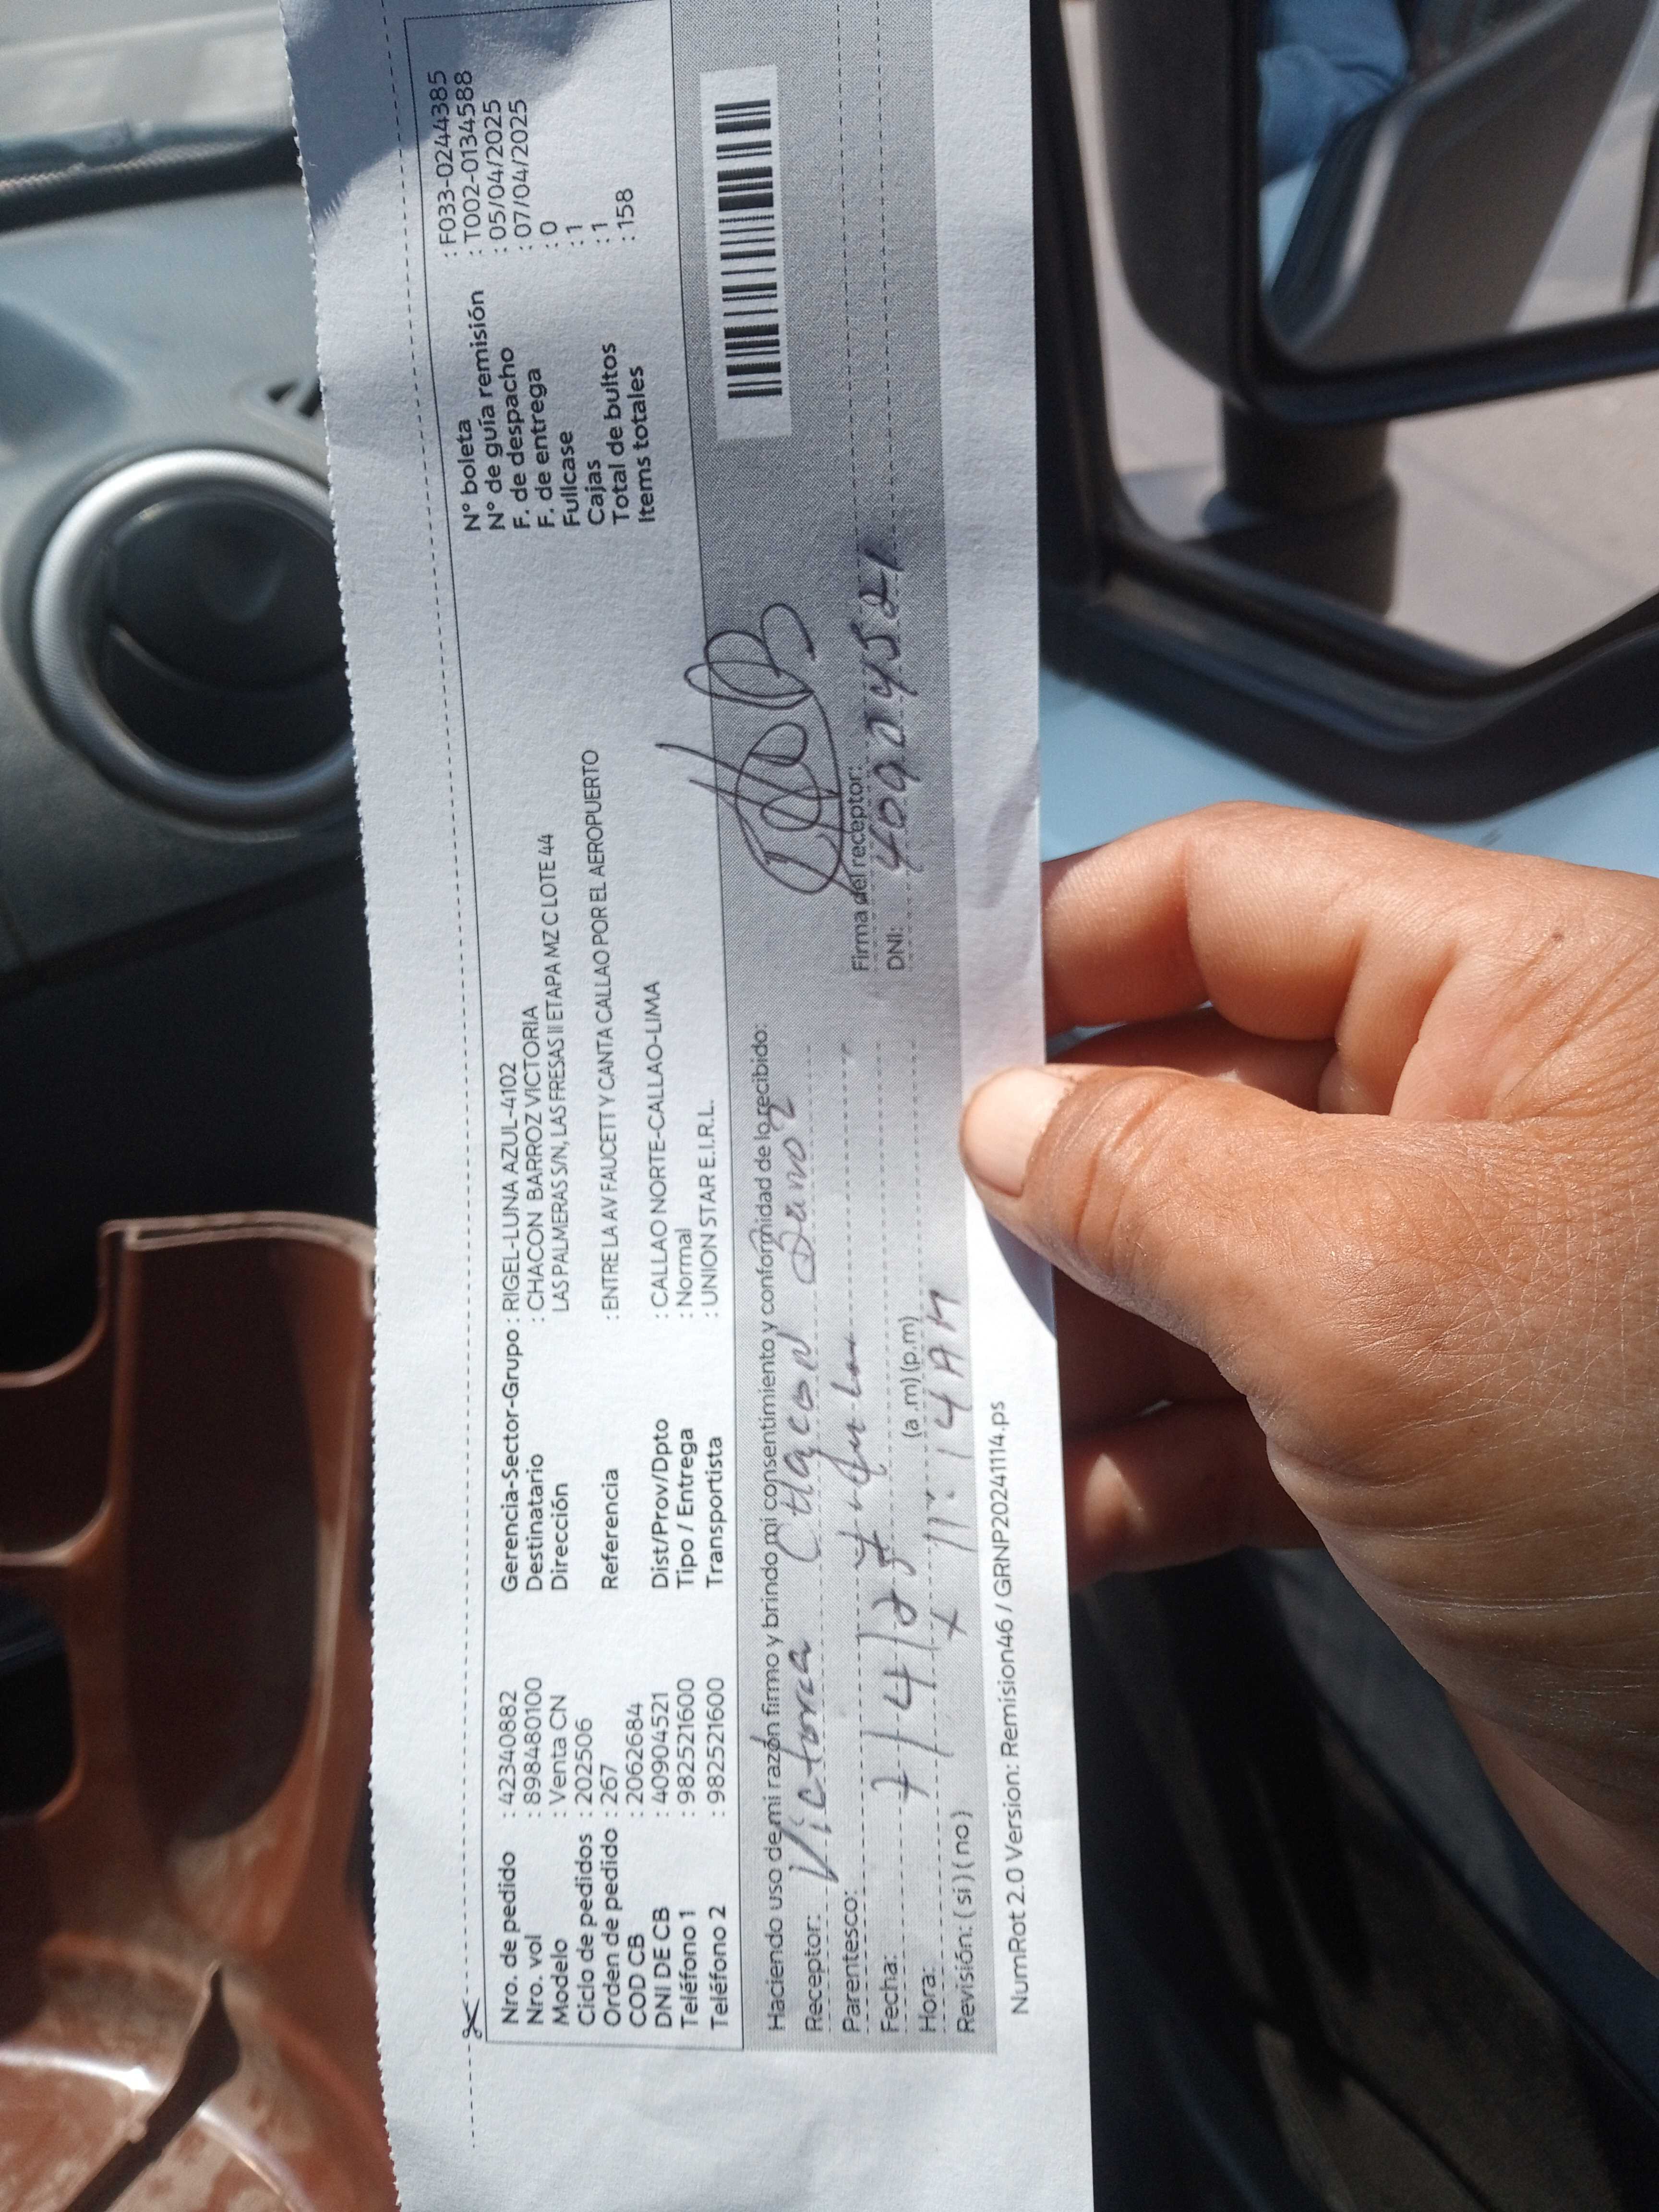 Nro. de pedido : 42340882
Nro. vol : 898480100
Modelo : Venta CN
Ciclo de pedidos : 202506
Orden de pedido : 267
COD CB : 2062684
DNI DE CB : 40904521
Teléfono 1 : 982521600
Teléfono 2 : 982521600
Gerencia-Sector-Grupo : RIGEL-LUNA AZUL-4102
Destinatario : CHACON BARROZ VICTORIA
Dirección LAS PALMERAS S/N, LAS FRESAS II ETAPA MZ C LOTE 44
Referencia : ENTRE LA AV FAUCETT Y CANTA CALLAO POR EL AEROPUERTO
Dist/Prov/Dpto : CALLAO NORTE-CALLAO-LIMA
Tipo / Entrega : Normal
Transportista : UNION STAR E.I.R.L.
N° boleta : F033-0244385
N° de guía remisión : T002-0134588
F. de despacho : 05/04/2025
F. de entrega : 07/04/2025
Fullcase : 0
Cajas : 1
Total de bultos : 1
Items totales : 158
Haciendo uso de mi razón firmo y brindo mi consentimiento y conformidad de lo recibido:
Receptor: Victoria Chacon
Parentesco: Titular
Fecha: 7/4/25
Hora: 11:14 AM (a .m) (p.m)
Revisión: ( si ) ( no )
Firma del receptor:
DNI: 40904521
NumRot 2.0 Version: Remision46 / GRNP20241114.ps